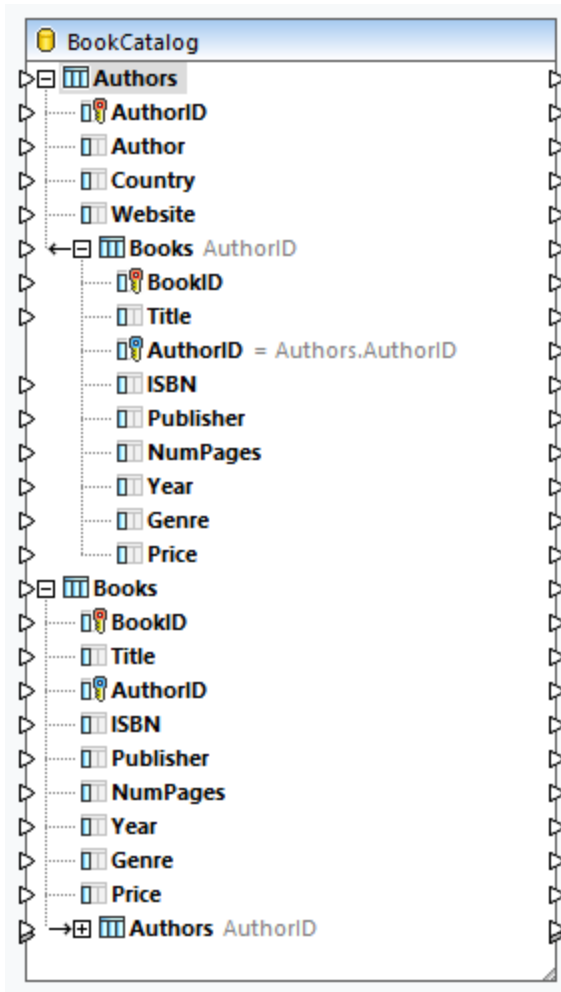 BookCatalog
Authors
AuthorID
Author
Country
Website
Books AuthorID
BookID
Title
AuthorID = Authors.AuthorID
ISBN
Publisher
NumPages
Year
Genre
Price
Books
BookID
Title
AuthorID
ISBN
Publisher
NumPages
Year
Genre
Price
Authors AuthorID